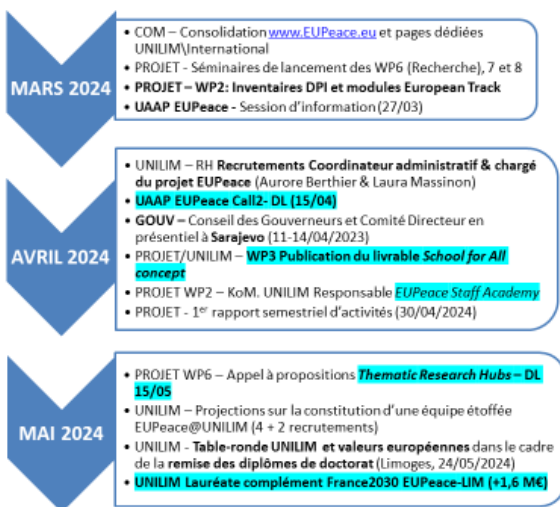 MARS 2024
• COM – Consolidation www.EUPeace.eu et pages dédiées
UNILIM\International
• PROJET - Séminaires de lancement des WP6 (Recherche), 7 et 8
• PROJET – WP2: Inventaires DPI et modules European Track
• UAAP EUPeace - Session d'information (27/03)
AVRIL 2024
• UNILIM – RH Recrutements Coordinateur administratif & chargé
du projet EUPeace (Aurore Berthier & Laura Massinon)
• UAAP EUPeace Call2- DL (15/04)
• GOUV – Conseil des Gouverneurs et Comité Directeur en
présentiel à Sarajevo (11-14/04/2023)
• PROJET/UNILIM – WP3 Publication du livrable School for All
concept
• PROJET WP2 – KoM. UNILIM Responsable EUPeace Staff Academy
• PROJET - 1er rapport semestriel d'activités (30/04/2024)
MAI 2024
• PROJET WP6 – Appel à propositions Thematic Research Hubs – DL
15/05
• UNILIM – Projections sur la constitution d'une équipe étoffée
EUPeace@UNILIM (4 + 2 recrutements)
• UNILIM - Table-ronde UNILIM et valeurs européennes dans le cadre
de la remise des diplômes de doctorat (Limoges, 24/05/2024)
• UNILIM Lauréate complément France2030 EUPeace-LIM (+1,6 M€)